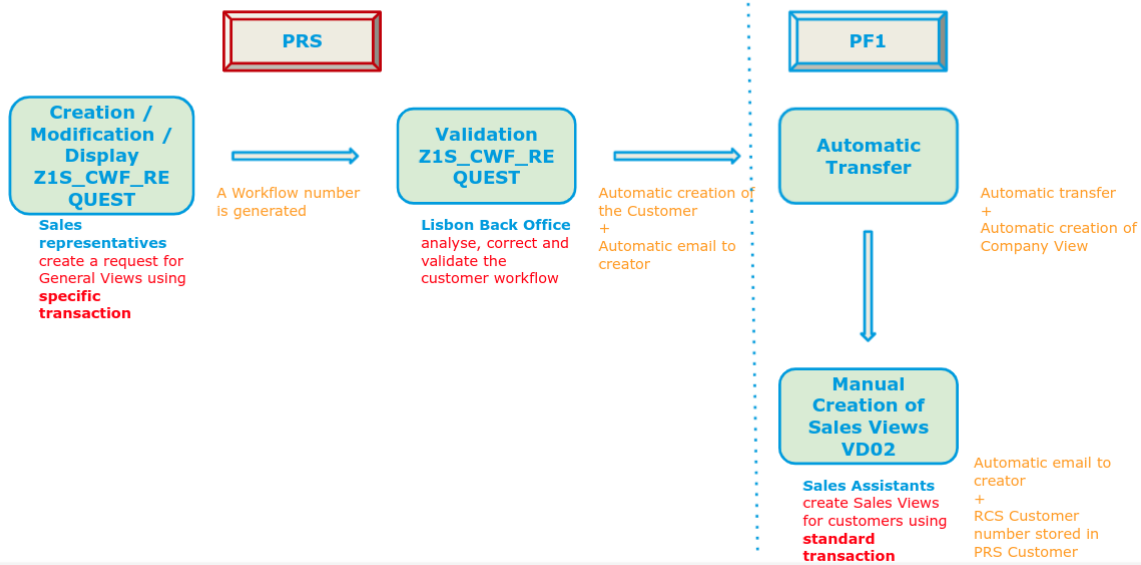 PRS
PF1
Creation /
Modification /
Display
Z1S_CWF_RE
QUEST
A Workflow number
is generated
Sales
representatives
create a request for
General Views using
specific
transaction
Validation
Z1S_CWF_RE
QUEST
Lisbon Back Office
analyse, correct and
validate the
customer workflow
Automatic creation of
the Customer
+
Automatic email to
creator
Automatic
Transfer
Automatic transfer
+
Automatic creation of
Company View
Manual
Creation of
Sales Views
VD02
Sales Assistants
create Sales Views
for customers using
standard
transaction
Automatic email to
creator
+
RCS Customer
number stored in
PRS Customer